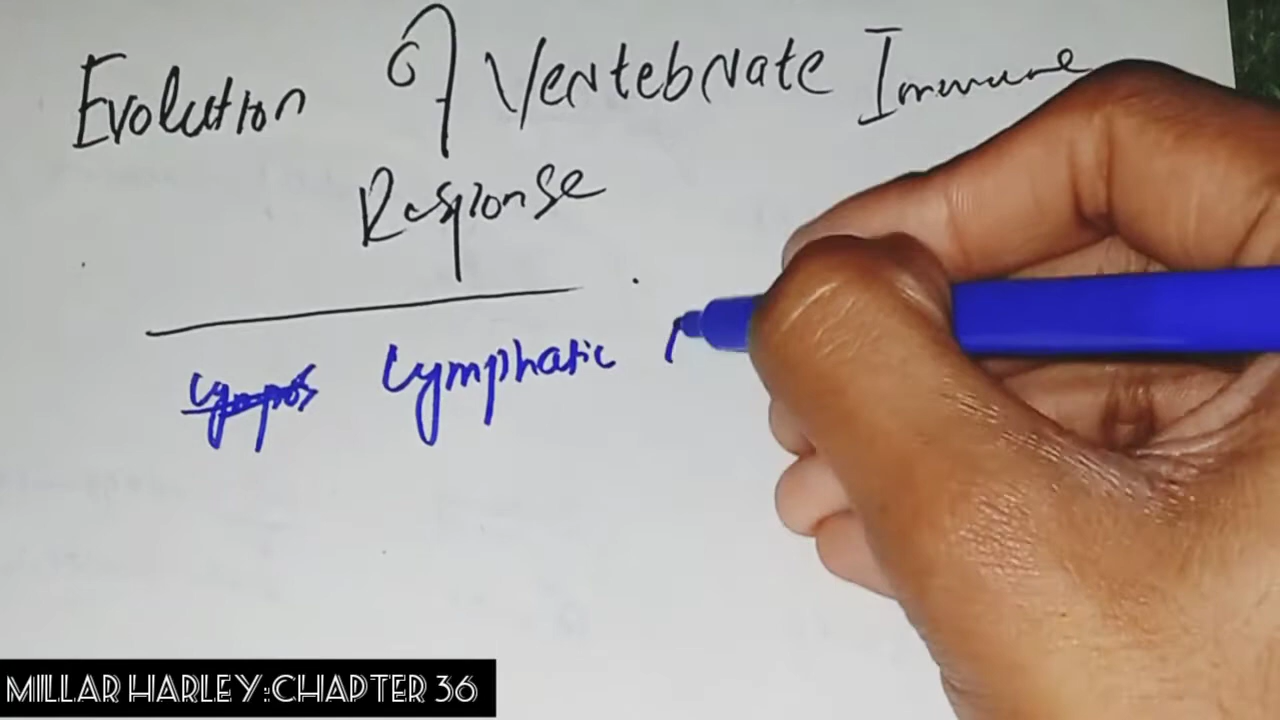 Evolution Of Vertebrate Immune
Response
Lymphatic
MILLAR HARLEY:CHAPTER 36